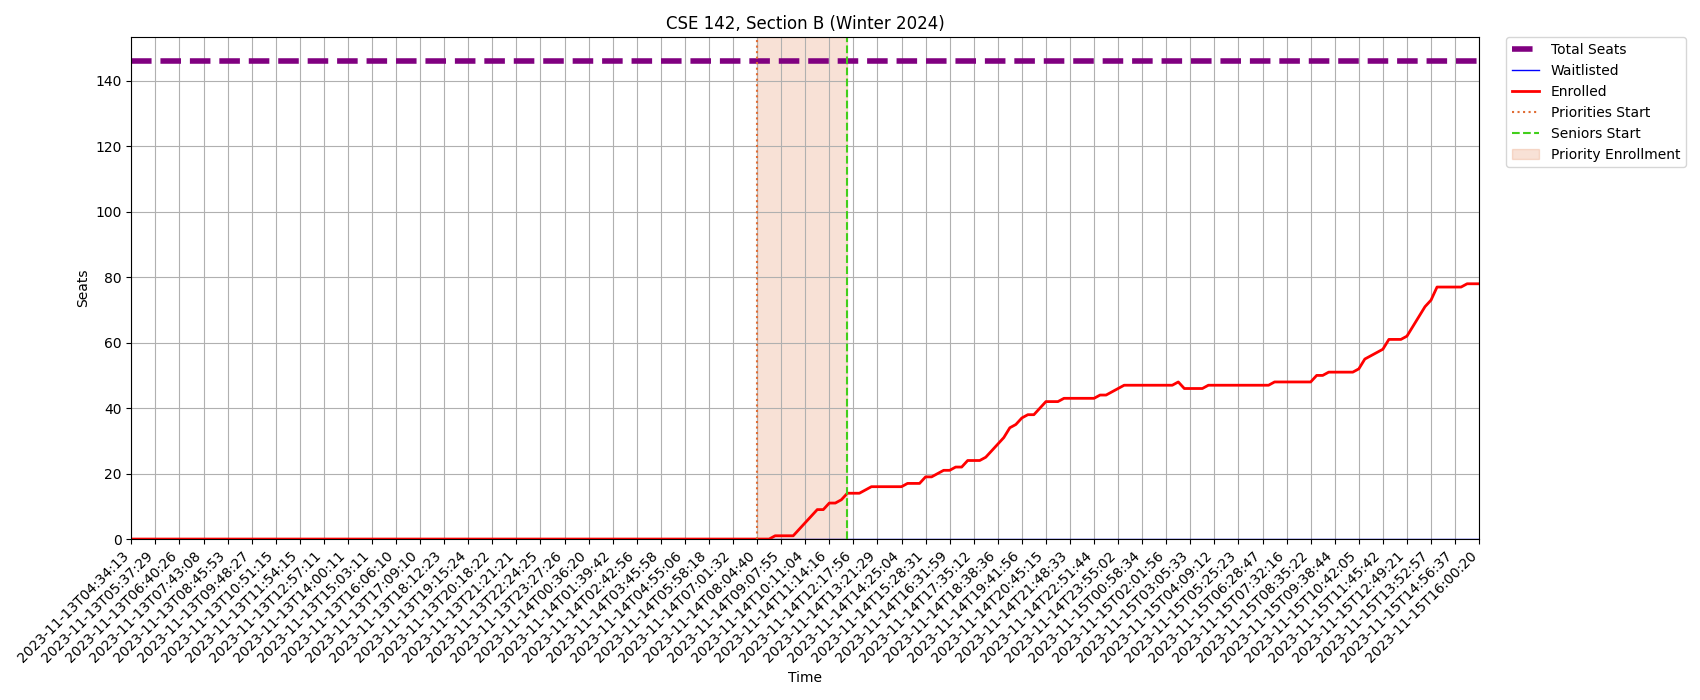 CSE 142, Section B (Winter 2024)
Total Seats
Waitlisted
Enrolled
Priorities Start
Seniors Start
Priority Enrollment
Seats
140
120
100
80
60
40
20
0
2023-11-13T04:34:13
2023-11-13T05:37:29
2023-11-13T06:40:26
2023-11-13T07:43:08
2023-11-13T08:45:53
2023-11-13T09:48:27
2023-11-13T10:51:15
2023-11-13T11:54:15
2023-11-13T12:57:11
2023-11-13T14:00:11
2023-11-13T15:03:11
2023-11-13T16:06:10
2023-11-13T17:09:10
2023-11-13T18:12:23
2023-11-13T19:15:24
2023-11-13T20:18:22
2023-11-13T21:21:21
2023-11-13T22:24:25
2023-11-13T23:27:26
2023-11-14T00:36:20
2023-11-14T01:39:42
2023-11-14T02:42:56
2023-11-14T03:45:58
2023-11-14T04:55:06
2023-11-14T05:58:18
2023-11-14T07:01:32
2023-11-14T08:04:40
2023-11-14T09:07:55
2023-11-14T10:11:04
2023-11-14T11:14:16
2023-11-14T12:17:56
2023-11-14T13:21:29
2023-11-14T14:25:04
2023-11-14T15:28:31
2023-11-14T16:31:59
2023-11-14T17:35:12
2023-11-14T18:38:36
2023-11-14T19:41:56
2023-11-14T20:45:15
2023-11-14T21:48:33
2023-11-14T22:51:44
2023-11-14T23:55:02
2023-11-15T00:58:34
2023-11-15T02:01:56
2023-11-15T03:05:33
2023-11-15T04:09:12
2023-11-15T05:25:23
2023-11-15T06:28:47
2023-11-15T07:32:16
2023-11-15T08:35:22
2023-11-15T09:38:44
2023-11-15T10:42:05
2023-11-15T11:45:42
2023-11-15T12:49:21
2023-11-15T13:52:57
2023-11-15T14:56:37
2023-11-15T16:00:20
Time